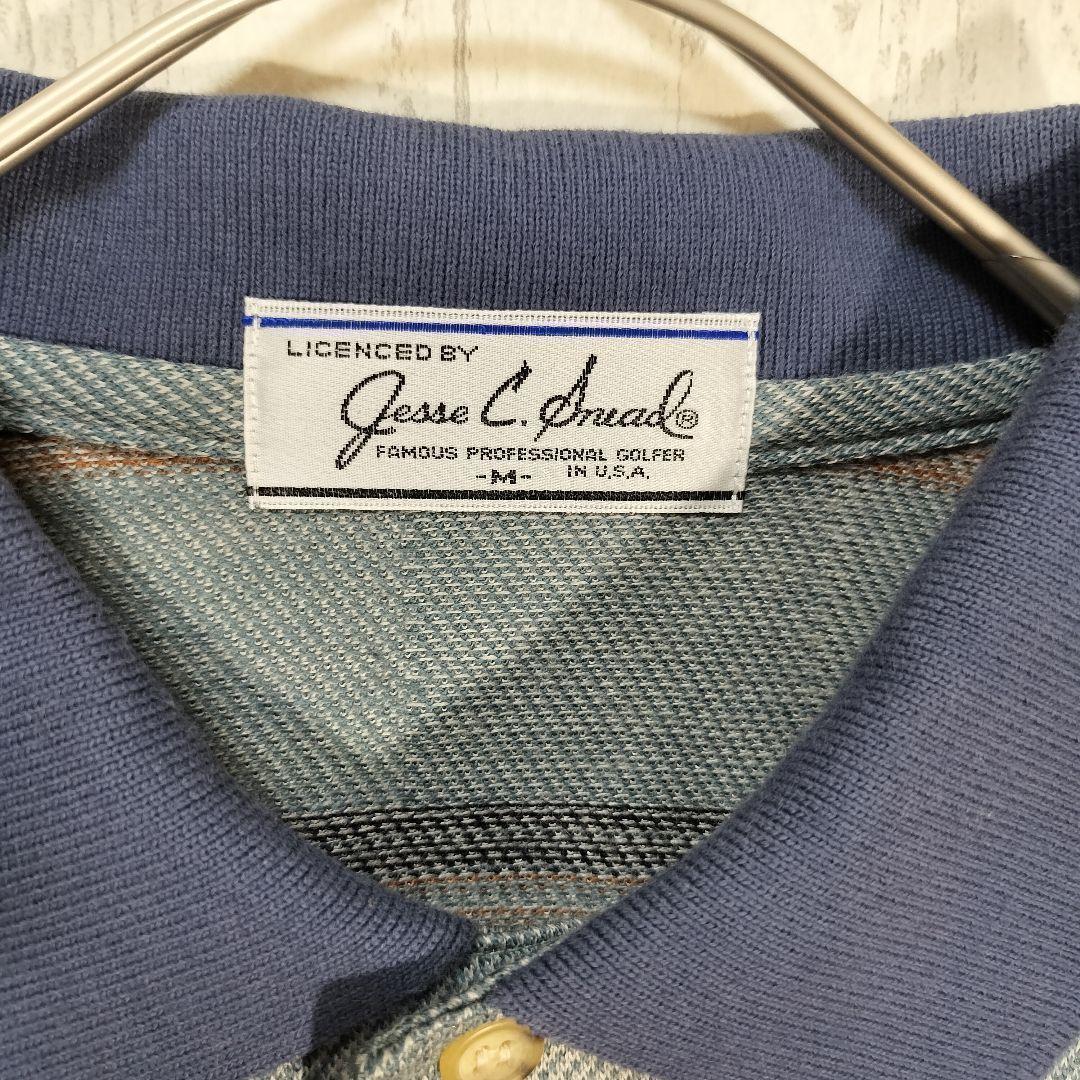 LICENCED BY
Jesse C. Snead®
FAMOUS PROFESSIONAL GOLFER
-M- IN U.S.A.